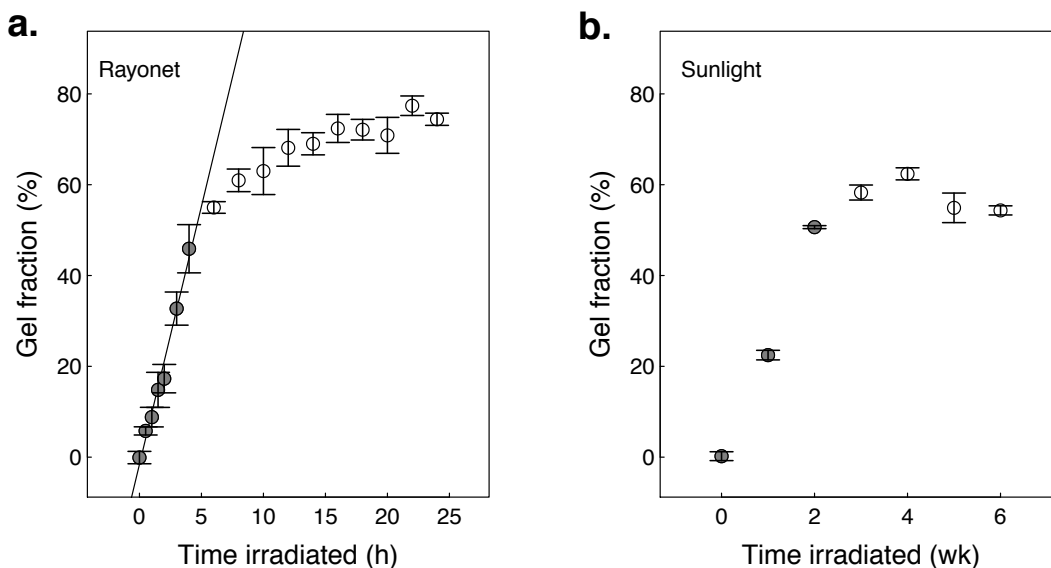 a.
Rayonet
Gel fraction (%)
80
60
40
20
0
0 5 10 15 20 25
Time irradiated (h)
b.
Sunlight
Gel fraction (%)
80
60
40
20
0
0 2 4 6
Time irradiated (wk)